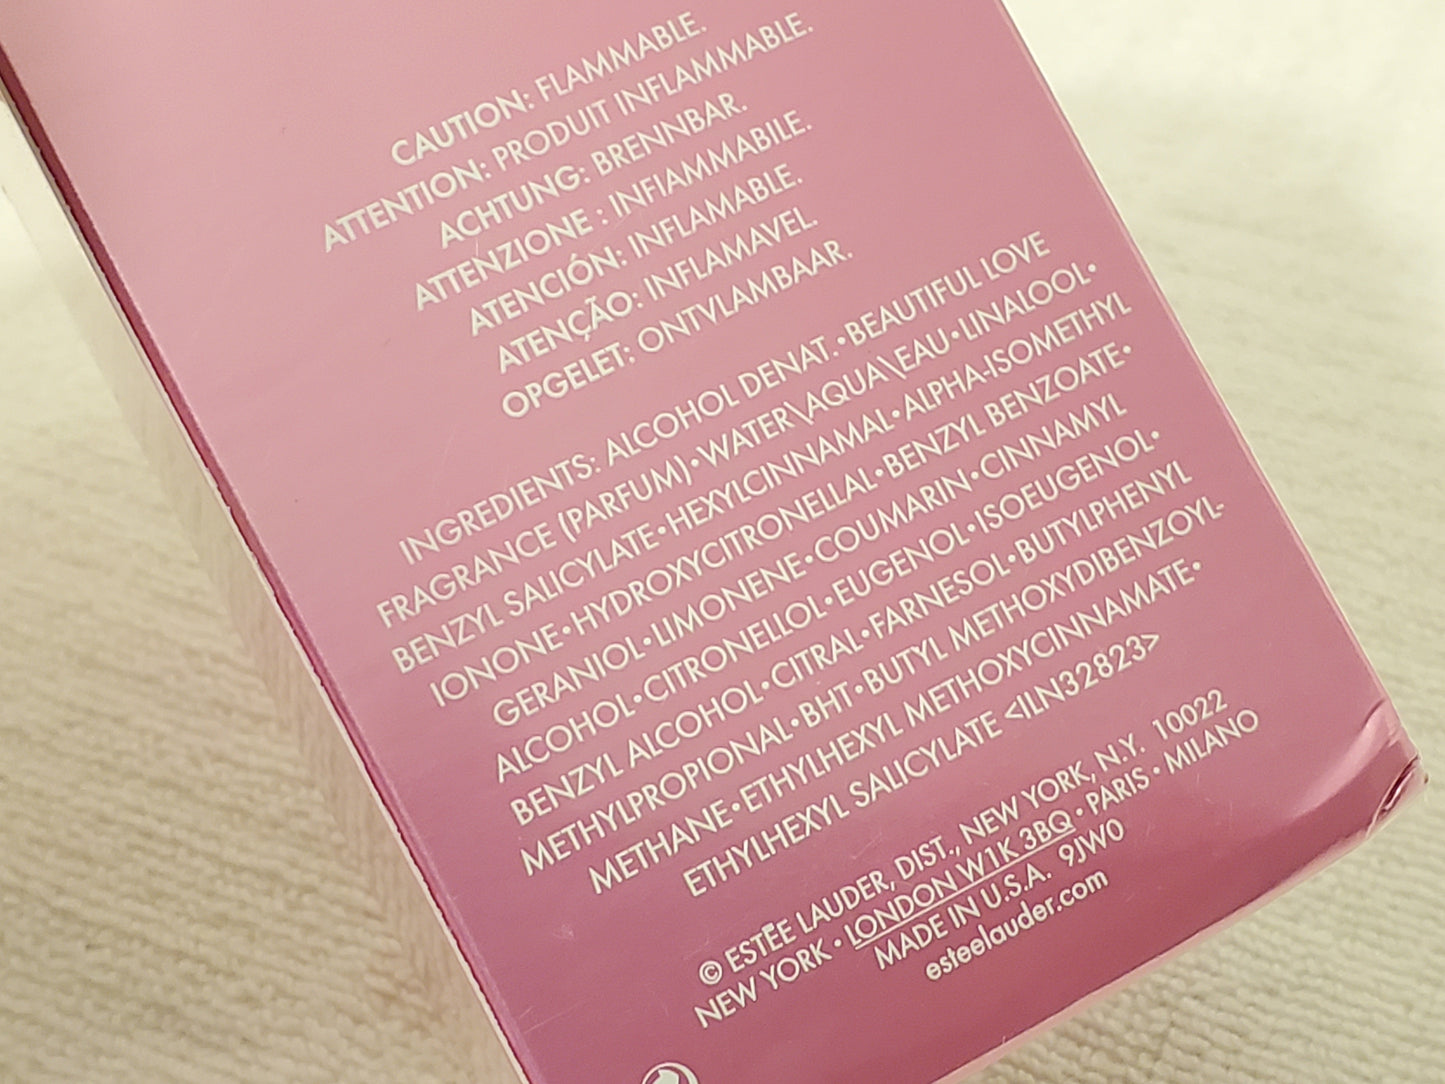 CAUTION: FLAMMABLE.
ATTENTION: PRODUIT INFLAMMABLE.
ACHTUNG: BRENNBAR.
ATTENZIONE : INFIAMMABILE.
ATENCIÓN: INFLAMABLE.
ATENÇÃO: INFLAMAVEL.
OPGELET: ONTVLAMBAAR.
INGREDIENTS: ALCOHOL DENAT.•BEAUTIFUL LOVE
FRAGRANCE (PARFUM)•WATER\AQUA\EAU•LINALOOL•
BENZYL SALICYLATE•HEXYLCINNAMAL•ALPHA-ISOMETHYL
IONONE•HYDROXYCITRONELLAL•BENZYL BENZOATE•
GERANIOL•LIMONENE•COUMARIN•CINNAMYL
ALCOHOL•CITRONELLOL•EUGENOL•ISOEUGENOL•
BENZYL ALCOHOL•CITRAL•FARNESOL•BUTYLPHENYL
METHYLPROPIONAL•BHT•BUTYL METHOXYDIBENZOYL-
METHANE•ETHYLHEXYL METHOXYCINNAMATE•
ETHYLHEXYL SALICYLATE <ILN32823>
© ESTĒE LAUDER, DIST., NEW YORK, N.Y. 10022
NEW YORK • LONDON W1K 3BQ • PARIS • MILANO
MADE IN U.S.A. 9JW0
esteelauder.com